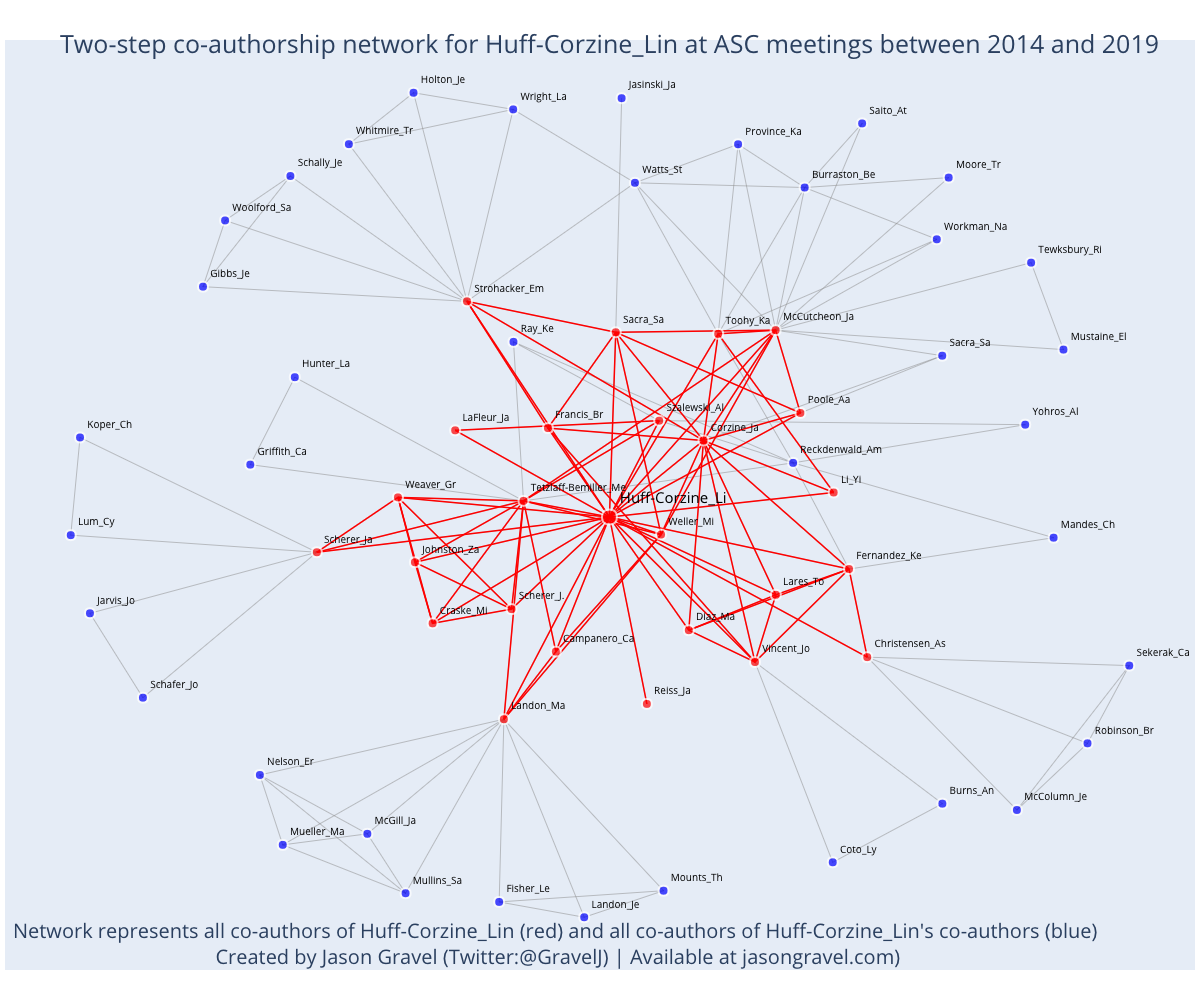 Two-step co-authorship network for Huff-Corzine_Lin at ASC meetings between 2014 and 2019
Holton_Je
Jasinski_Ja
Wright_La
Saito_At
Whitmire_Tr
Province_Ka
Schally_Je
Watts_St
Moore_Tr
Burraston_Be
Woolford_Sa
Workman_Na
Tewksbury_Ri
Gibbs_Je
Strohacker_Em
Sacra_Sa
Toohy_Ka
McCutcheon_Ja
Ray_Ke
Mustaine_El
Sacra_Sa
Hunter_La
Poole_Aa
LaFleur_Ja
Francis_Br
Szalewski_Al
Yohros_Al
Koper_Ch
Corzine_Ja
Griffith_Ca
Reckdenwald_Am
Weaver_Gr
Tetzlaff-Bemiller_Me
Li_Yi
Huff-Corzine_Li
Lum_Cy
Weller_Mi
Mandes_Ch
Scherer_Ja
Johnston_Za
Fernandez_Ke
Lares_To
Scherer_J.
Jarvis_Jo
Craske_Mi
Diaz_Ma
Campanero_Ca
Vincent_Jo
Christensen_As
Sekerak_Ca
Schafer_Jo
Reiss_Ja
Landon_Ma
Robinson_Br
Nelson_Er
Burns_An
McColumn_Je
McGill_Ja
Mueller_Ma
Coto_Ly
Mullins_Sa
Mounts_Th
Fisher_Le
Landon_Je
Network represents all co-authors of Huff-Corzine_Lin (red) and all co-authors of Huff-Corzine_Lin's co-authors (blue)
Created by Jason Gravel (Twitter:@GravelJ) | Available at jasongravel.com)